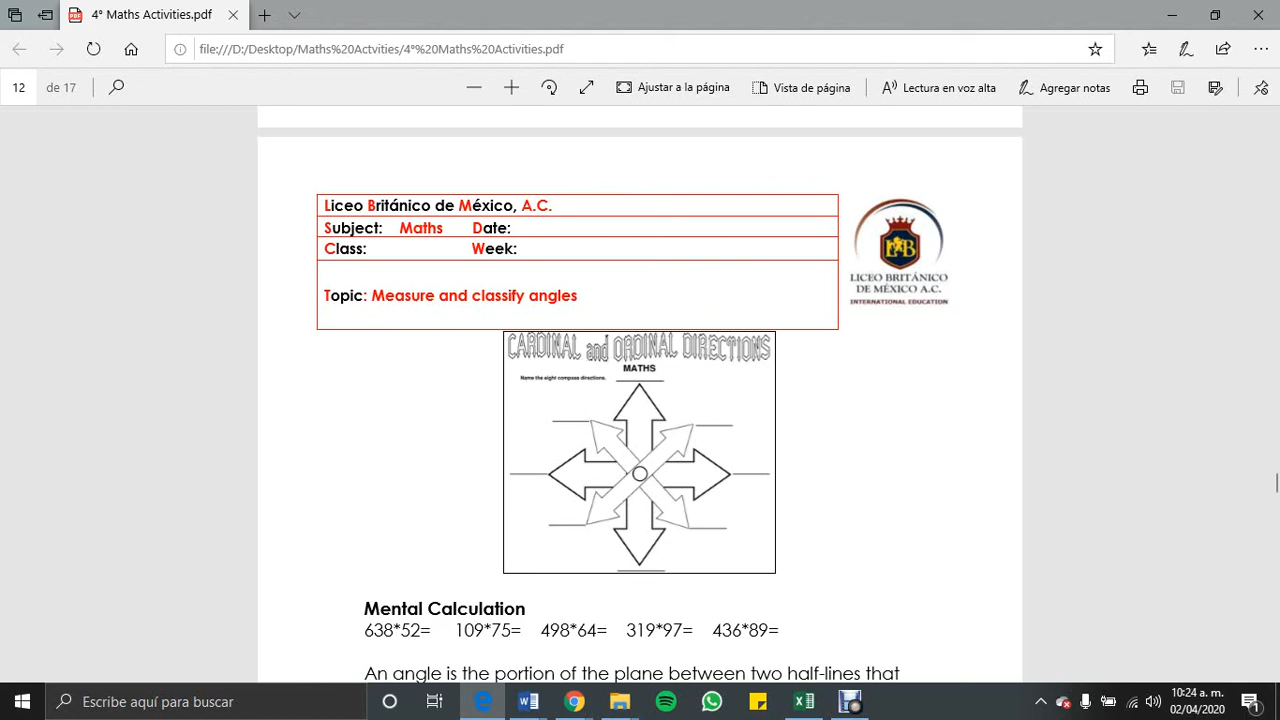 4º Maths Activities.pdf
file:///D:/Desktop/Maths%20Actvities/4º%20Maths%20Activities.pdf
12 de 17
Ajustar a la página
Vista de página
Lectura en voz alta
Agregar notas
Liceo Británico de México, A.C.
Subject: Maths Date:
Class: Week:
Topic: Measure and classify angles
LICEO BRITÁNICO
DE MÉXICO A.C.
INTERNATIONAL EDUCATION
CARDINAL and ORDINAL DIRECTIONS
MATHS
Name the eight compass directions.
Mental Calculation
638*52= 109*75= 498*64= 319*97= 436*89=
An angle is the portion of the plane between two half-lines that
Escribe aquí para buscar
10:24 a. m.
02/04/2020